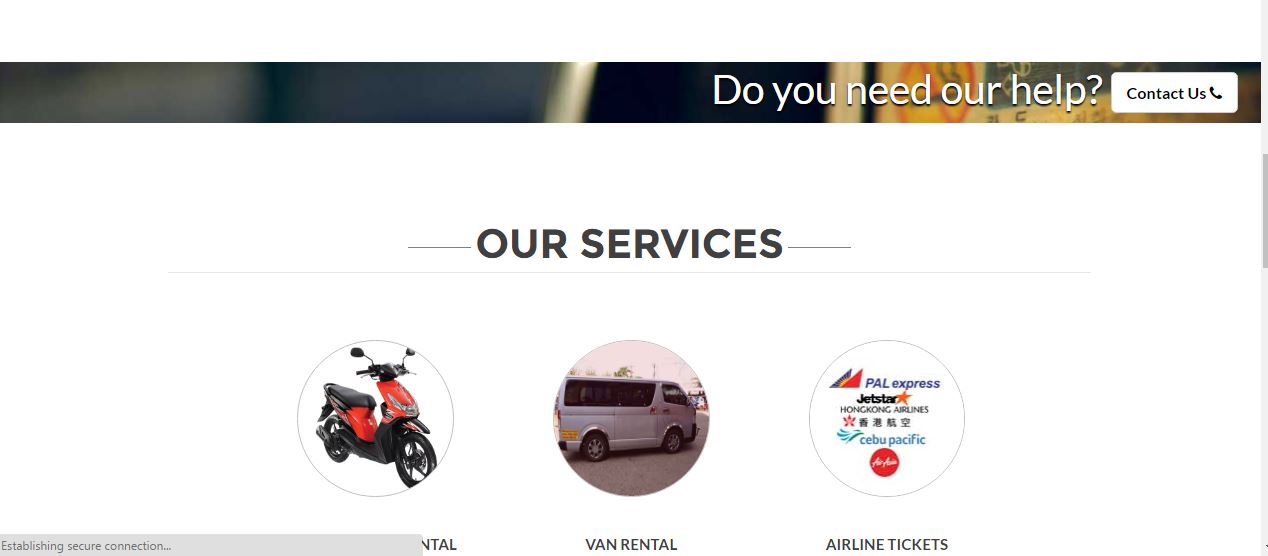 Do you need our help?
Contact Us
OUR SERVICES
PAL express
Jetstar
HONGKONG AIRLINES
香港航空
cebu pacific
AirAsia
NTAL
VAN RENTAL
AIRLINE TICKETS
Establishing secure connection...